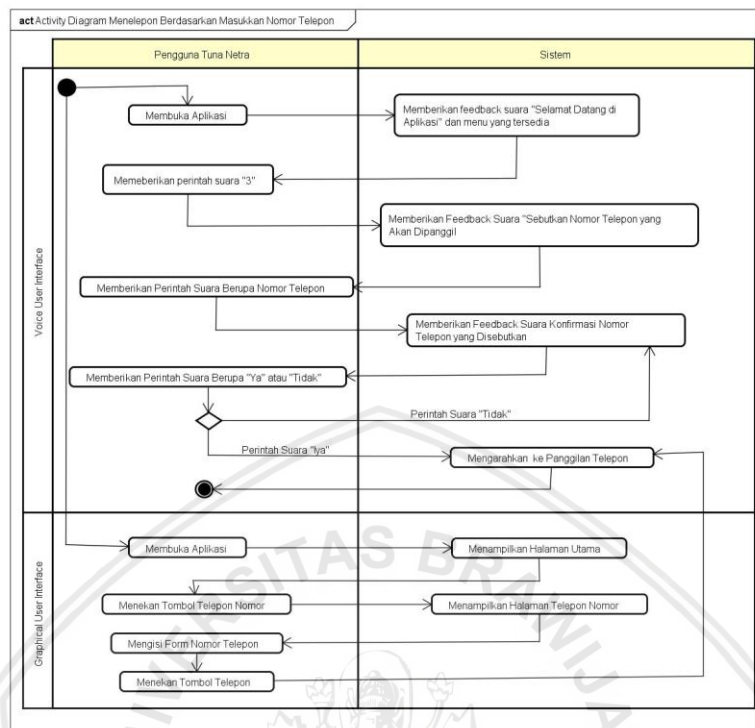 act Activity Diagram Menelepon Berdasarkan Masukkan Nomor Telepon
Pengguna Tuna Netra
Sistem
Voice User Interface
Membuka Aplikasi
Memberikan feedback suara "Selamat Datang di
Aplikasi" dan menu yang tersedia
Memeberikan perintah suara "3"
Memberikan Feedback Suara "Sebutkan Nomor Telepon yang
Akan Dipanggil
Memberikan Perintah Suara Berupa Nomor Telepon
Memberikan Feedback Suara Konfirmasi Nomor
Telepon yang Disebutkan
Memberikan Perintah Suara Berupa "Ya" atau "Tidak"
Perintah Suara "Tidak"
Perintah Suara "Iya"
Mengarahkan ke Panggilan Telepon
Graphical User Interface
Membuka Aplikasi
Menampilkan Halaman Utama
Menekan Tombol Telepon Nomor
Menampilkan Halaman Telepon Nomor
Mengisi Form Nomor Telepon
Menekan Tombol Telepon